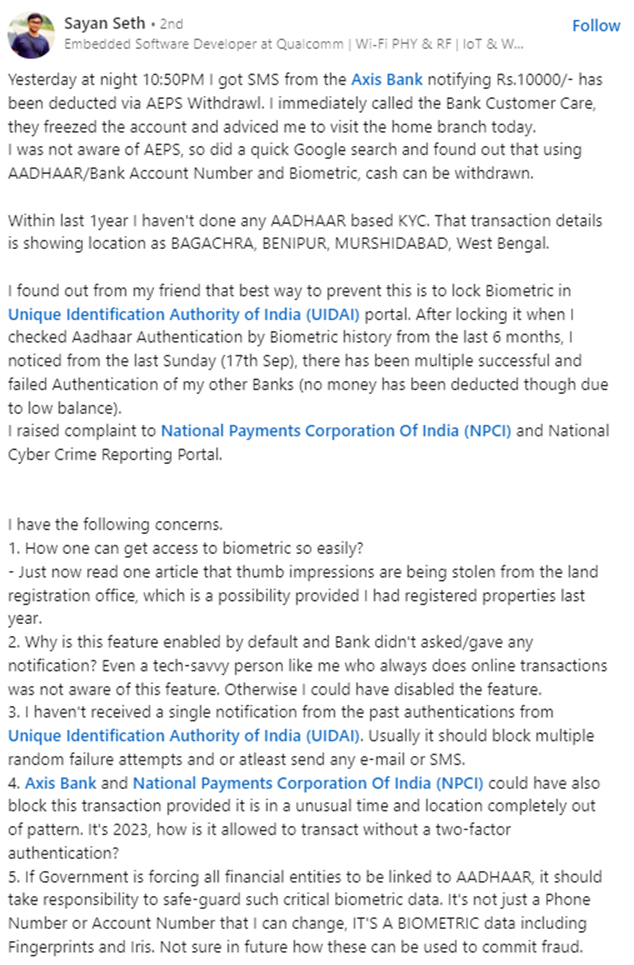 Sayan Seth • 2nd
Follow
Embedded Software Developer at Qualcomm | Wi-Fi PHY & RF | IoT & W...
Yesterday at night 10:50PM I got SMS from the Axis Bank notifying Rs.10000/- has
been deducted via AEPS Withdrawl. I immediately called the Bank Customer Care,
they freezed the account and adviced me to visit the home branch today.
I was not aware of AEPS, so did a quick Google search and found out that using
AADHAAR/Bank Account Number and Biometric, cash can be withdrawn.
Within last 1year I haven't done any AADHAAR based KYC. That transaction details
is showing location as BAGACHRA, BENIPUR, MURSHIDABAD, West Bengal.
I found out from my friend that best way to prevent this is to lock Biometric in
Unique Identification Authority of India (UIDAI) portal. After locking it when I
checked Aadhaar Authentication by Biometric history from the last 6 months, I
noticed from the last Sunday (17th Sep), there has been multiple successful and
failed Authentication of my other Banks (no money has been deducted though due
to low balance).
I raised complaint to National Payments Corporation Of India (NPCI) and National
Cyber Crime Reporting Portal.
I have the following concerns.
1. How one can get access to biometric so easily?
- Just now read one article that thumb impressions are being stolen from the land
registration office, which is a possibility provided I had registered properties last
year.
2. Why is this feature enabled by default and Bank didn't asked/gave any
notification? Even a tech-savvy person like me who always does online transactions
was not aware of this feature. Otherwise I could have disabled the feature.
3. I haven't received a single notification from the past authentications from
Unique Identification Authority of India (UIDAI). Usually it should block multiple
random failure attempts and or atleast send any e-mail or SMS.
4. Axis Bank and National Payments Corporation Of India (NPCI) could have also
block this transaction provided it is in a unusual time and location completely out
of pattern. It's 2023, how is it allowed to transact without a two-factor
authentication?
5. If Government is forcing all financial entities to be linked to AADHAAR, it should
take responsibility to safe-guard such critical biometric data. It's not just a Phone
Number or Account Number that I can change, IT'S A BIOMETRIC data including
Fingerprints and Iris. Not sure in future how these can be used to commit fraud.